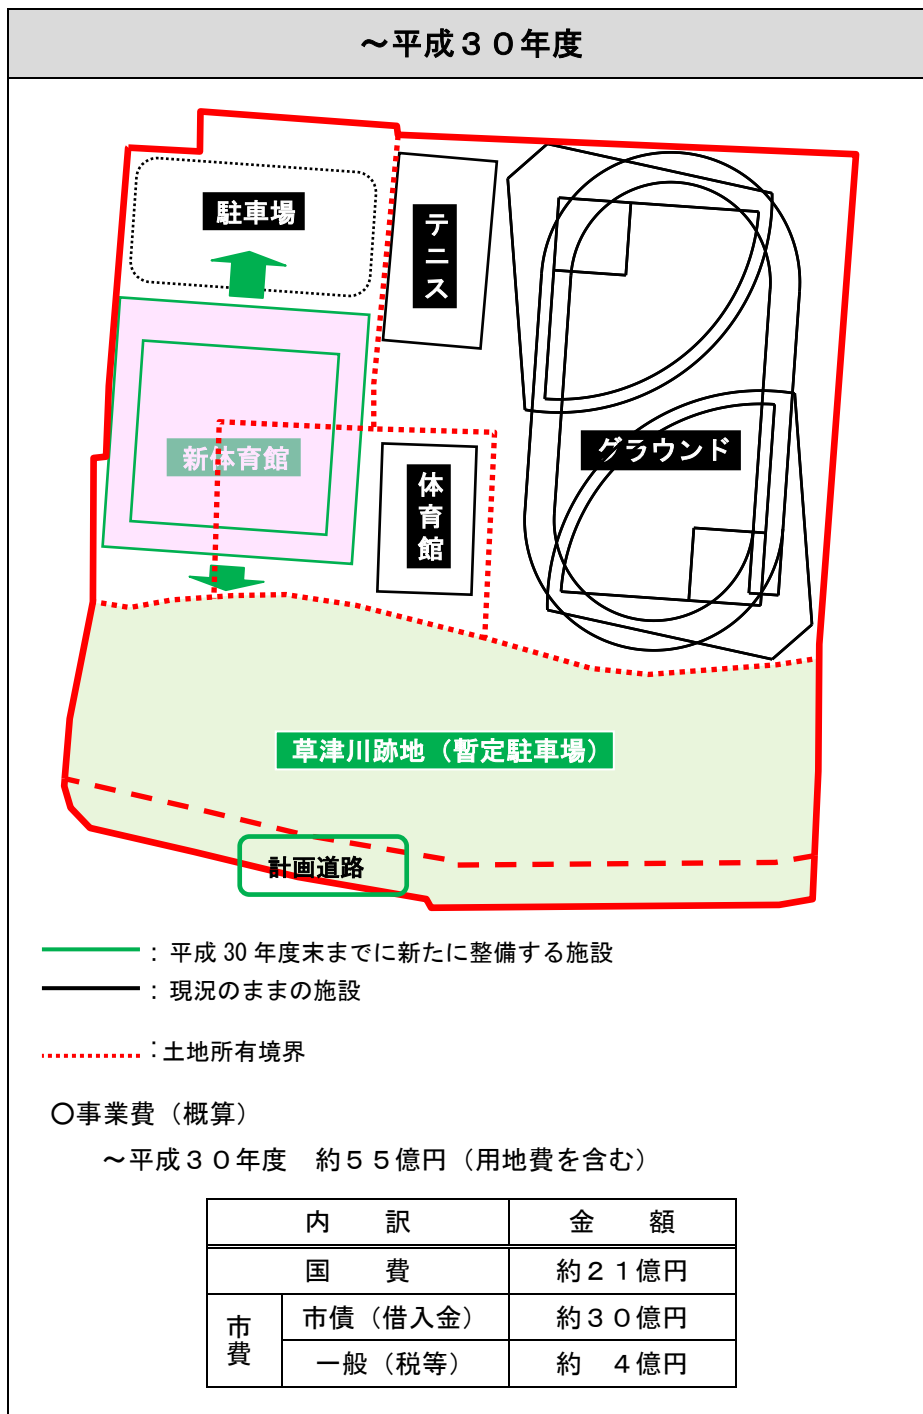 ～平成３０年度
駐車場
テニス
新体育館
体育館
グラウンド
草津川跡地（暫定駐車場）
計画道路
：平成 30 年度末までに新たに整備する施設
：現況のままの施設
：土地所有境界
〇事業費（概算）
～平成３０年度　約５５億円（用地費を含む）
内　　訳　金　　額
国　　費　約２１億円
市費　市債（借入金）　約３０億円
一般（税等）　約　４億円